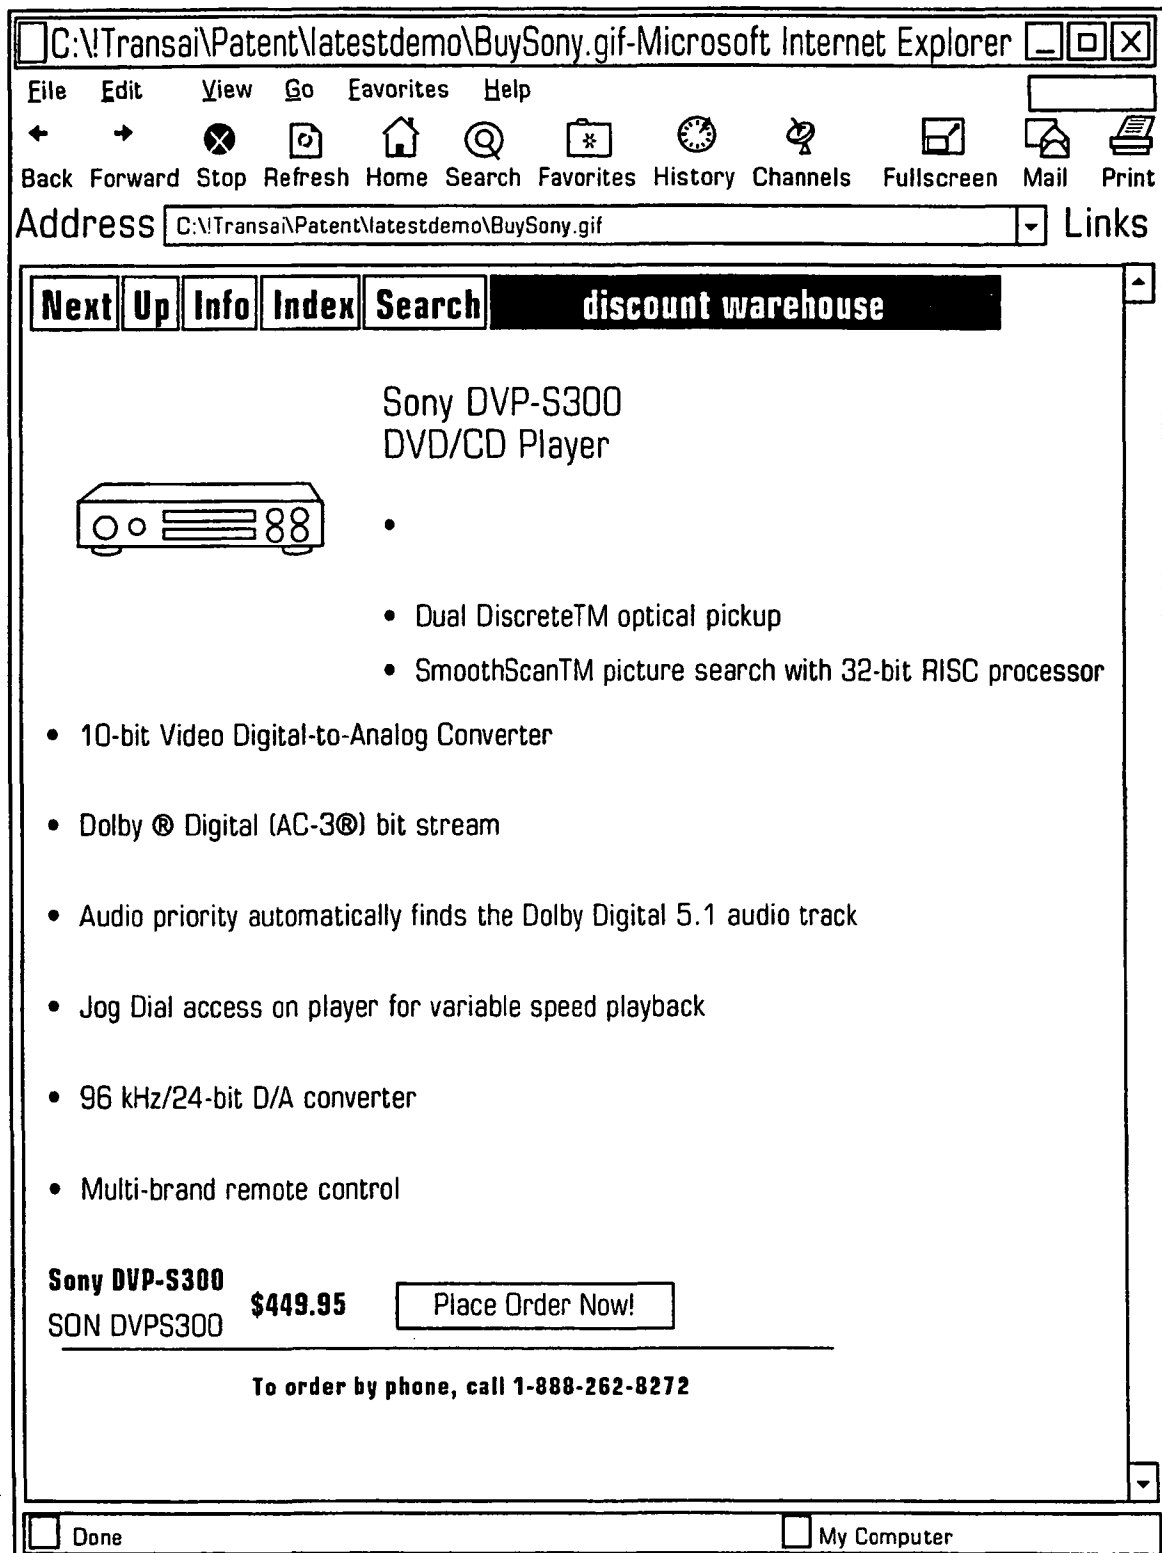 C:\!Transai\Patent\latestdemo\BuySony.gif-Microsoft Internet Explorer
File Edit View Go Favorites Help
Back Forward Stop Refresh Home Search Favorites History Channels Fullscreen Mail Print
Address C:\!Transai\Patent\latestdemo\BuySony.gif Links
Next Up Info Index Search discount warehouse
Sony DVP-S300
DVD/CD Player
•
• Dual DiscreteTM optical pickup
• SmoothScanTM picture search with 32-bit RISC processor
• 10-bit Video Digital-to-Analog Converter
• Dolby ® Digital (AC-3®) bit stream
• Audio priority automatically finds the Dolby Digital 5.1 audio track
• Jog Dial access on player for variable speed playback
• 96 kHz/24-bit D/A converter
• Multi-brand remote control
Sony DVP-S300
SON DVPS300
$449.95
Place Order Now!
To order by phone, call 1-888-262-8272
Done My Computer